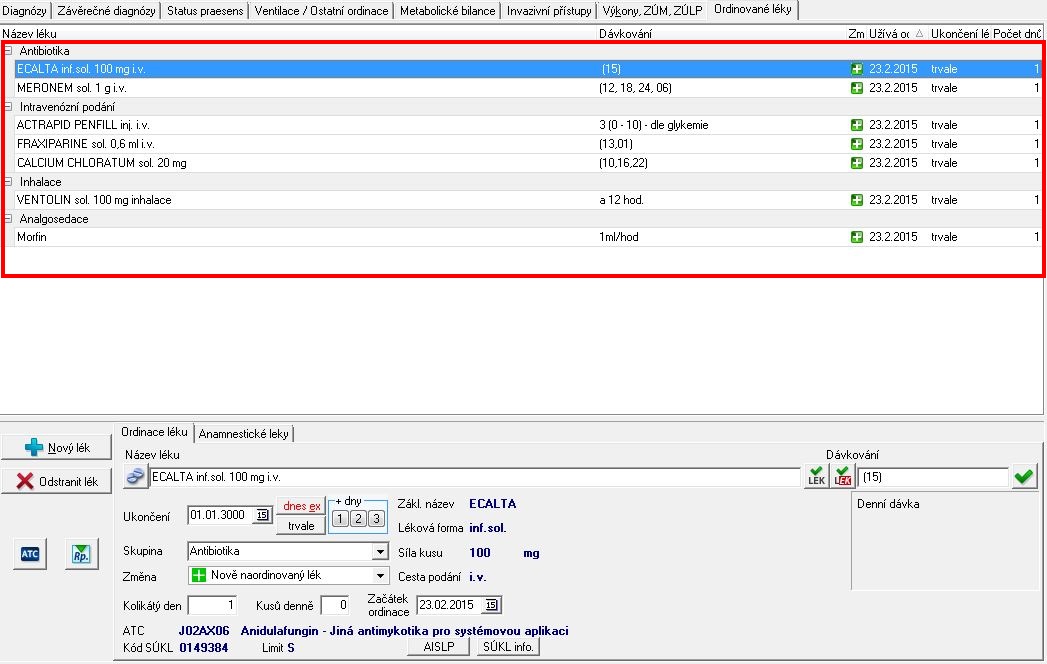 Diagnózy Závěrečné diagnózy Status praesens Ventilace / Ostatní ordinace Metabolické bilance Invazivní přístupy Výkony, ZÚM, ZÚLP Ordinované léky
Název léku Dávkování Zm Užívá oc Ukončení lé Počet dnů
Antibiotika
ECALTA inf.sol. 100 mg i.v. (15) 23.2.2015 trvale 1
MERONEM sol. 1 g i.v. (12, 18, 24, 06) 23.2.2015 trvale 1
Intravenózní podání
ACTRAPID PENFILL inj. i.v. 3 (0 - 10) - dle glykemie 23.2.2015 trvale 1
FRAXIPARINE sol. 0,6 ml i.v. (13,01) 23.2.2015 trvale 1
CALCIUM CHLORATUM sol. 20 mg (10,16,22) 23.2.2015 trvale 1
Inhalace
VENTOLIN sol. 100 mg inhalace a 12 hod. 23.2.2015 trvale 1
Analgosedace
Morfin 1ml/hod 23.2.2015 trvale 1
Nový lék
Odstranit lék
ATC Rp.
Ordinace léku Anamnestické leky
Název léku Dávkování
ECALTA inf.sol. 100 mg i.v. LEK LEK (15)
Denní dávka
Ukončení 01.01.3000 15 dnes ex trvale + dny 1 2 3
Zákl. název ECALTA
Léková forma inf.sol.
Skupina Antibiotika Síla kusu 100 mg
Změna Nově naordinovaný lék Cesta podání i.v.
Kolikátý den 1 Kusů denně 0 Začátek ordinace 23.02.2015 15
ATC J02AX06 Anidulafungin - Jiná antimykotika pro systémovou aplikaci
Kód SÚKL 0149384 Limit S AISLP SÚKL info.